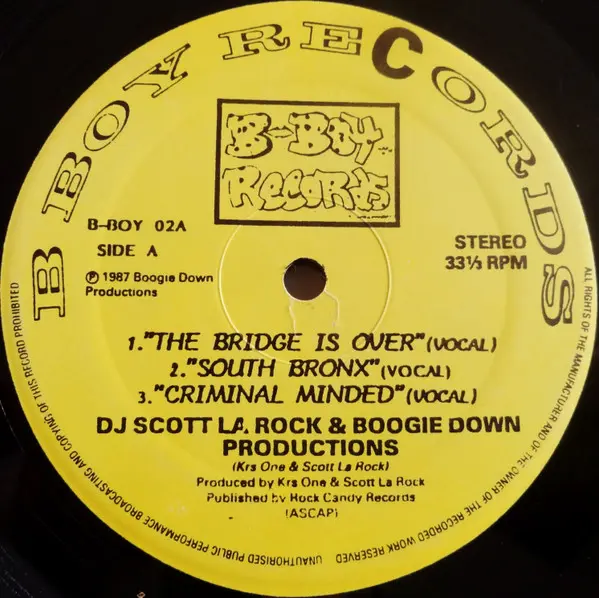 B BOY RECORDS
B-BOY
RECORDS
B-BOY 02A
SIDE A
STEREO
33⅓ RPM
℗ 1987 Boogie Down
Productions
1."THE BRIDGE IS OVER"(VOCAL)
2."SOUTH BRONX"(VOCAL)
3."CRIMINAL MINDED"(VOCAL)
DJ SCOTT LA ROCK & BOOGIE DOWN
PRODUCTIONS
(Krs One & Scott La Rock)
Produced by Krs One & Scott La Rock
Published by Rock Candy Records
(ASCAP)
ALL RIGHTS OF THE MANUFACTURER AND OF THE OWNER OF THE RECORDED WORK RESERVED
UNAUTHORISED PUBLIC PERFORMANCE BROADCASTING AND COPYING OF THIS RECORD PROHIBITED